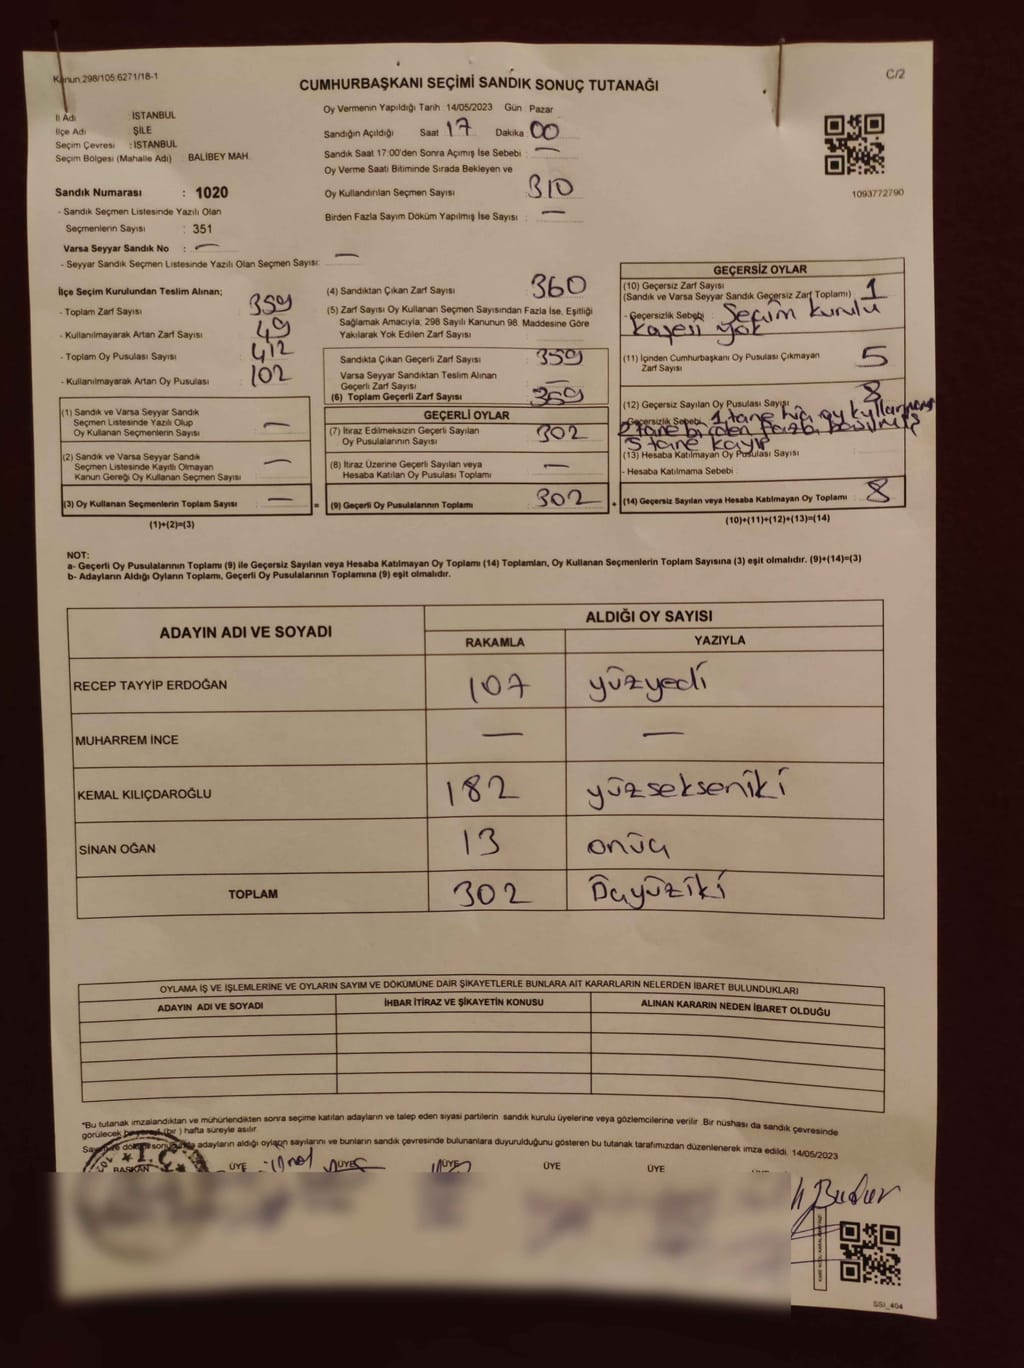 Kanun:298/105,6271/18-1
C/2
CUMHURBAŞKANI SEÇİMİ SANDIK SONUÇ TUTANAĞI
İl Adı : İSTANBUL
İlçe Adı : ŞİLE
Seçim Çevresi : İSTANBUL
Seçim Bölgesi (Mahalle Adı) : BALİBEY MAH.
Oy Vermenin Yapıldığı Tarih : 14/05/2023 Gün : Pazar
Sandığın Açıldığı Saat 17 Dakika 00
Sandık Saat 17:00'den Sonra Açılmış İse Sebebi : —
Oy Verme Saati Bitiminde Sırada Bekleyen ve
Oy Kullandırılan Seçmen Sayısı 310
Birden Fazla Sayım Döküm Yapılmış İse Sayısı : —
1093772790
Sandık Numarası : 1020
- Sandık Seçmen Listesinde Yazılı Olan
Seçmenlerin Sayısı : 351
Varsa Seyyar Sandık No : —
- Seyyar Sandık Seçmen Listesinde Yazılı Olan Seçmen Sayısı: —
İlçe Seçim Kurulundan Teslim Alınan;
- Toplam Zarf Sayısı : 359
- Kullanılmayarak Artan Zarf Sayısı : 49
- Toplam Oy Pusulası Sayısı : 412
- Kullanılmayarak Artan Oy Pusulası : 102
(1) Sandık ve Varsa Seyyar Sandık
Seçmen Listesinde Yazılı Olup
Oy Kullanan Seçmenlerin Sayısı : —
(2) Sandık ve Varsa Seyyar Sandık
Seçmen Listesinde Kayıtlı Olmayan
Kanun Gereği Oy Kullanan Seçmen Sayısı : —
(3) Oy Kullanan Seçmenlerin Toplam Sayısı : —
(1)+(2)=(3)
(4) Sandıktan Çıkan Zarf Sayısı : 360
(5) Zarf Sayısı Oy Kullanan Seçmen Sayısından Fazla İse, Eşitliği
Sağlamak Amacıyla, 298 Sayılı Kanunun 98. Maddesine Göre
Yakılarak Yok Edilen Zarf Sayısı :
Sandıkta Çıkan Geçerli Zarf Sayısı : 359
Varsa Seyyar Sandıktan Teslim Alınan
Geçerli Zarf Sayısı : —
(6) Toplam Geçerli Zarf Sayısı : 359
GEÇERLİ OYLAR
(7) İtiraz Edilmeksizin Geçerli Sayılan
Oy Pusulalarının Sayısı : 302
(8) İtiraz Üzerine Geçerli Sayılan veya
Hesaba Katılan Oy Pusulası Toplamı : —
= (9) Geçerli Oy Pusulalarının Toplamı : 302 +
GEÇERSİZ OYLAR
(10) Geçersiz Zarf Sayısı
(Sandık ve Varsa Seyyar Sandık Geçersiz Zarf Toplamı) : 1
- Geçersizlik Sebebi : Seçim kurulu
kaşesi yok
(11) İçinden Cumhurbaşkanı Oy Pusulası Çıkmayan
Zarf Sayısı : 5
(12) Geçersiz Sayılan Oy Pusulası Sayısı : 8
- Geçersizlik Sebebi : 1 tane hiç oy kullanmamış
2 tane birden fazla basılmış
5 tane kayıp
(13) Hesaba Katılmayan Oy Pusulası Sayısı
- Hesaba Katılmama Sebebi :
(14) Geçersiz Sayılan veya Hesaba Katılmayan Oy Toplamı : 8
(10)+(11)+(12)+(13)=(14)
NOT:
a- Geçerli Oy Pusulalarının Toplamı (9) ile Geçersiz Sayılan veya Hesaba Katılmayan Oy Toplamı (14) Toplamları, Oy Kullanan Seçmenlerin Toplam Sayısına (3) eşit olmalıdır. (9)+(14)=(3)
b- Adayların Aldığı Oyların Toplamı, Geçerli Oy Pusulalarının Toplamına (9) eşit olmalıdır.
ADAYIN ADI VE SOYADI
ALDIĞI OY SAYISI
RAKAMLA YAZIYLA
RECEP TAYYİP ERDOĞAN 107 yüzyedi
MUHARREM İNCE — —
KEMAL KILIÇDAROĞLU 182 yüzsekseniki
SİNAN OĞAN 13 onüç
TOPLAM 302 üçyüziki
OYLAMA İŞ VE İŞLEMLERİNE VE OYLARIN SAYIM VE DÖKÜMÜNE DAİR ŞİKAYETLERLE BUNLARA AİT KARARLARIN NELERDEN İBARET BULUNDUKLARI
ADAYIN ADI VE SOYADI İHBAR İTİRAZ VE ŞİKAYETİN KONUSU ALINAN KARARIN NEDEN İBARET OLDUĞU
*Bu tutanak imzalandıktan ve mühürlendikten sonra seçime katılan adayların ve talep eden siyasi partilerin sandık kurulu üyelerine veya gözlemcilerine verilir. Bir nüshası da sandık çevresinde
görülecek bir yere 1 (bir) hafta süreyle asılır.
Sayım ve döküm sonunda adayların aldığı oyların sayılarını ve bunların sandık çevresinde bulunanlara duyurulduğunu gösteren bu tutanak tarafımızdan düzenlenerek imza edildi. 14/05/2023
T.C.
BAŞKAN ÜYE ÜYE ÜYE ÜYE ÜYE
SSİ_404